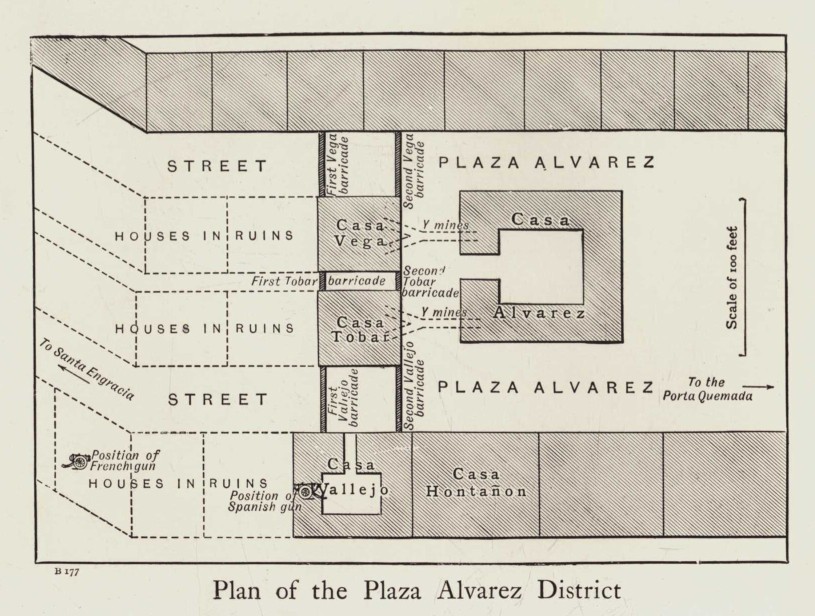 First Vega
barricade
Second Vega
barricade
STREET
PLAZA ALVAREZ
HOUSES IN RUINS
Casa
Vega
Y mines
Casa
Alvarez
Scale of 100 feet
First Tobar barricade
Second
Tobar
barricade
HOUSES IN RUINS
Casa
Tobar
Y mines
To Santa Engracia
STREET
First
Vallejo
barricade
Second Vallejo
barricade
PLAZA ALVAREZ
To the
Porta Quemada
Position of
French gun
HOUSES IN RUINS
Position of
Spanish gun
Casa
Vallejo
Casa
Hontañon
B 177
Plan of the Plaza Alvarez District